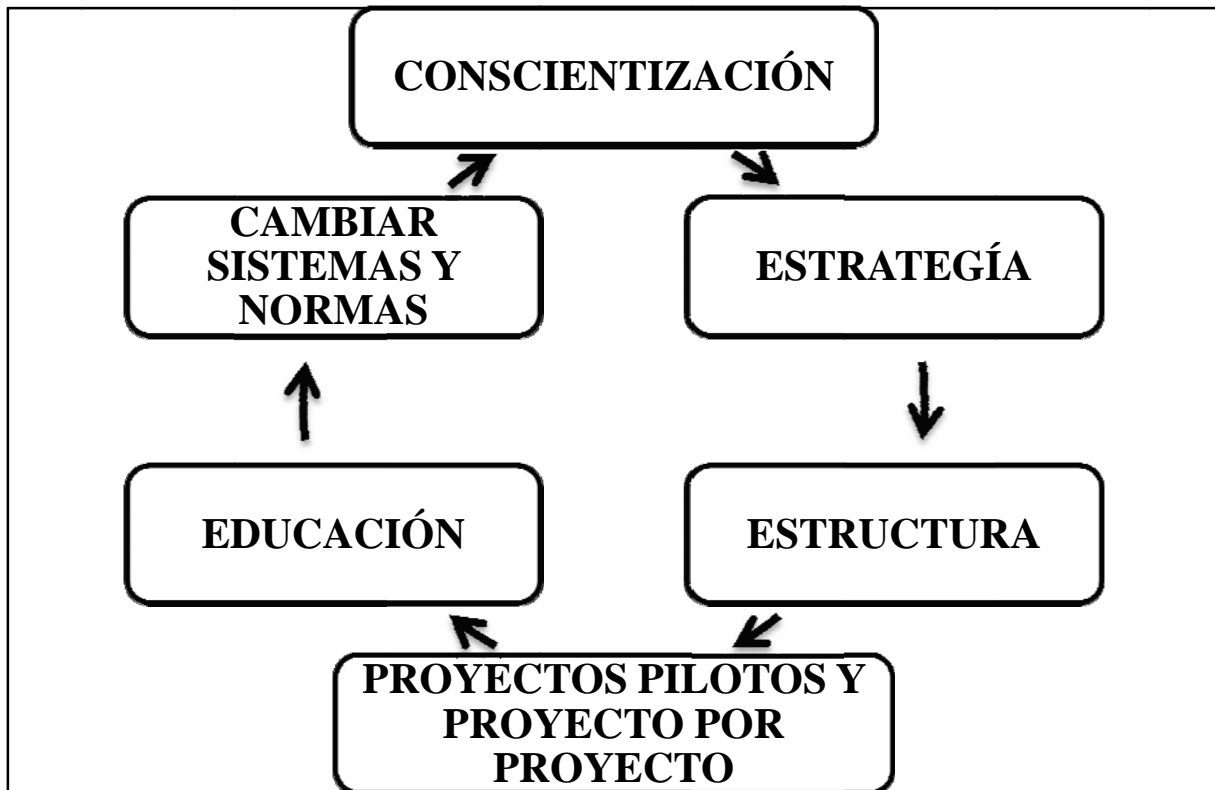 CONSCIENTIZACIÓN
CAMBIAR
SISTEMAS Y
NORMAS
ESTRATEGÍA
EDUCACIÓN
ESTRUCTURA
PROYECTOS PILOTOS Y
PROYECTO POR
PROYECTO